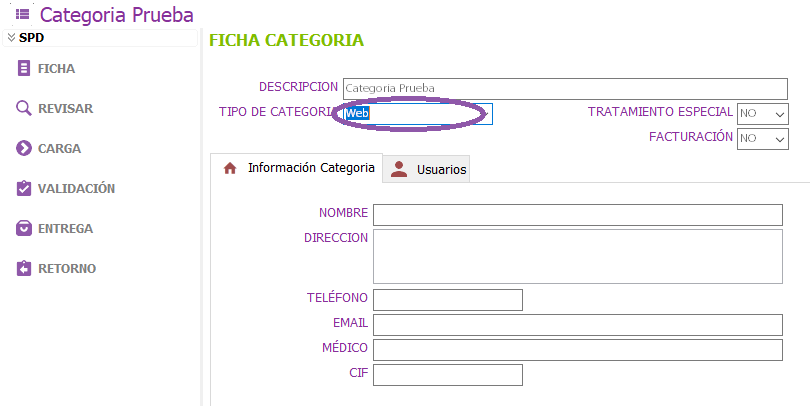 Categoria Prueba
SPD
FICHA
REVISAR
CARGA
VALIDACIÓN
ENTREGA
RETORNO
FICHA CATEGORIA
DESCRIPCION Categoria Prueba
TIPO DE CATEGORIA Web TRATAMIENTO ESPECIAL NO
FACTURACIÓN NO
Información Categoria Usuarios
NOMBRE
DIRECCION
TELÉFONO
EMAIL
MÉDICO
CIF